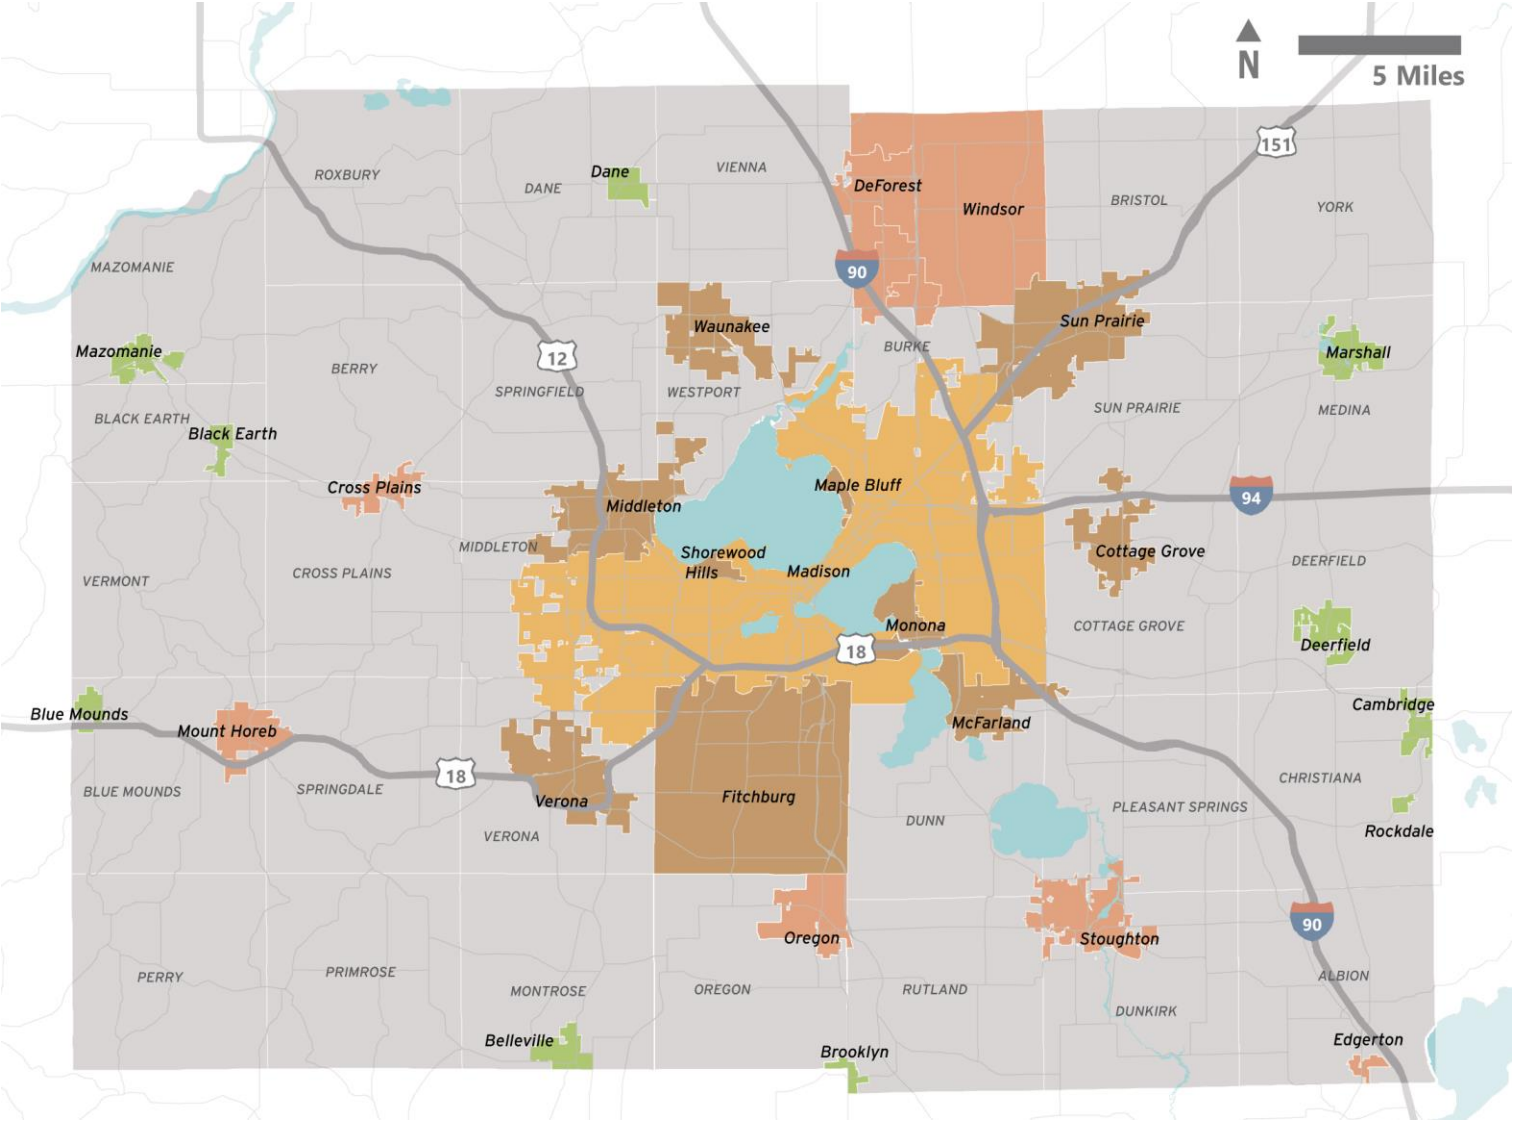 N
5 Miles
151
ROXBURY
Dane
DANE
VIENNA
DeForest
Windsor
BRISTOL
YORK
MAZOMANIE
90
Mazomanie
12
Waunakee
Sun Prairie
BURKE
Marshall
BERRY
SPRINGFIELD
WESTPORT
SUN PRAIRIE
MEDINA
BLACK EARTH
Black Earth
Cross Plains
Middleton
Maple Bluff
94
MIDDLETON
Shorewood
Hills
Madison
Cottage Grove
DEERFIELD
VERMONT
CROSS PLAINS
Monona
COTTAGE GROVE
Deerfield
18
Blue Mounds
Mount Horeb
McFarland
Cambridge
18
BLUE MOUNDS
SPRINGDALE
Verona
Fitchburg
CHRISTIANA
VERONA
DUNN
PLEASANT SPRINGS
Rockdale
Oregon
Stoughton
90
PERRY
PRIMROSE
MONTROSE
OREGON
RUTLAND
ALBION
DUNKIRK
Belleville
Brooklyn
Edgerton